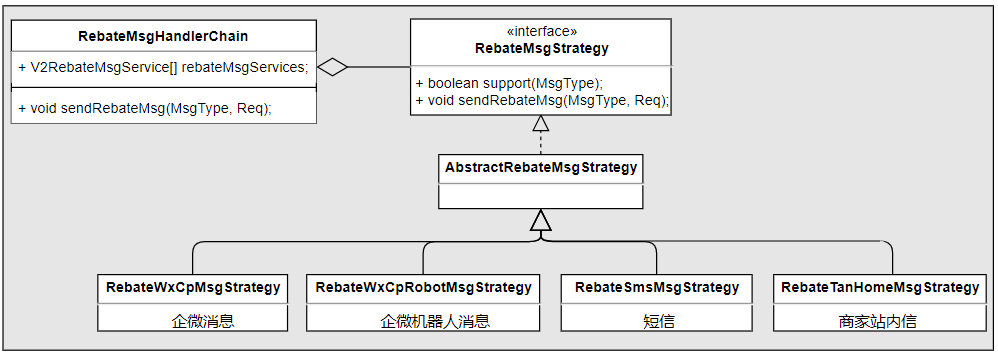 RebateMsgHandlerChain
+ V2RebateMsgService[] rebateMsgServices;
+ void sendRebateMsg(MsgType, Req);
«interface»
RebateMsgStrategy
+ boolean support(MsgType);
+ void sendRebateMsg(MsgType, Req);
AbstractRebateMsgStrategy
RebateWxCpMsgStrategy
企微消息
RebateWxCpRobotMsgStrategy
企微机器人消息
RebateSmsMsgStrategy
短信
RebateTanHomeMsgStrategy
商家站内信